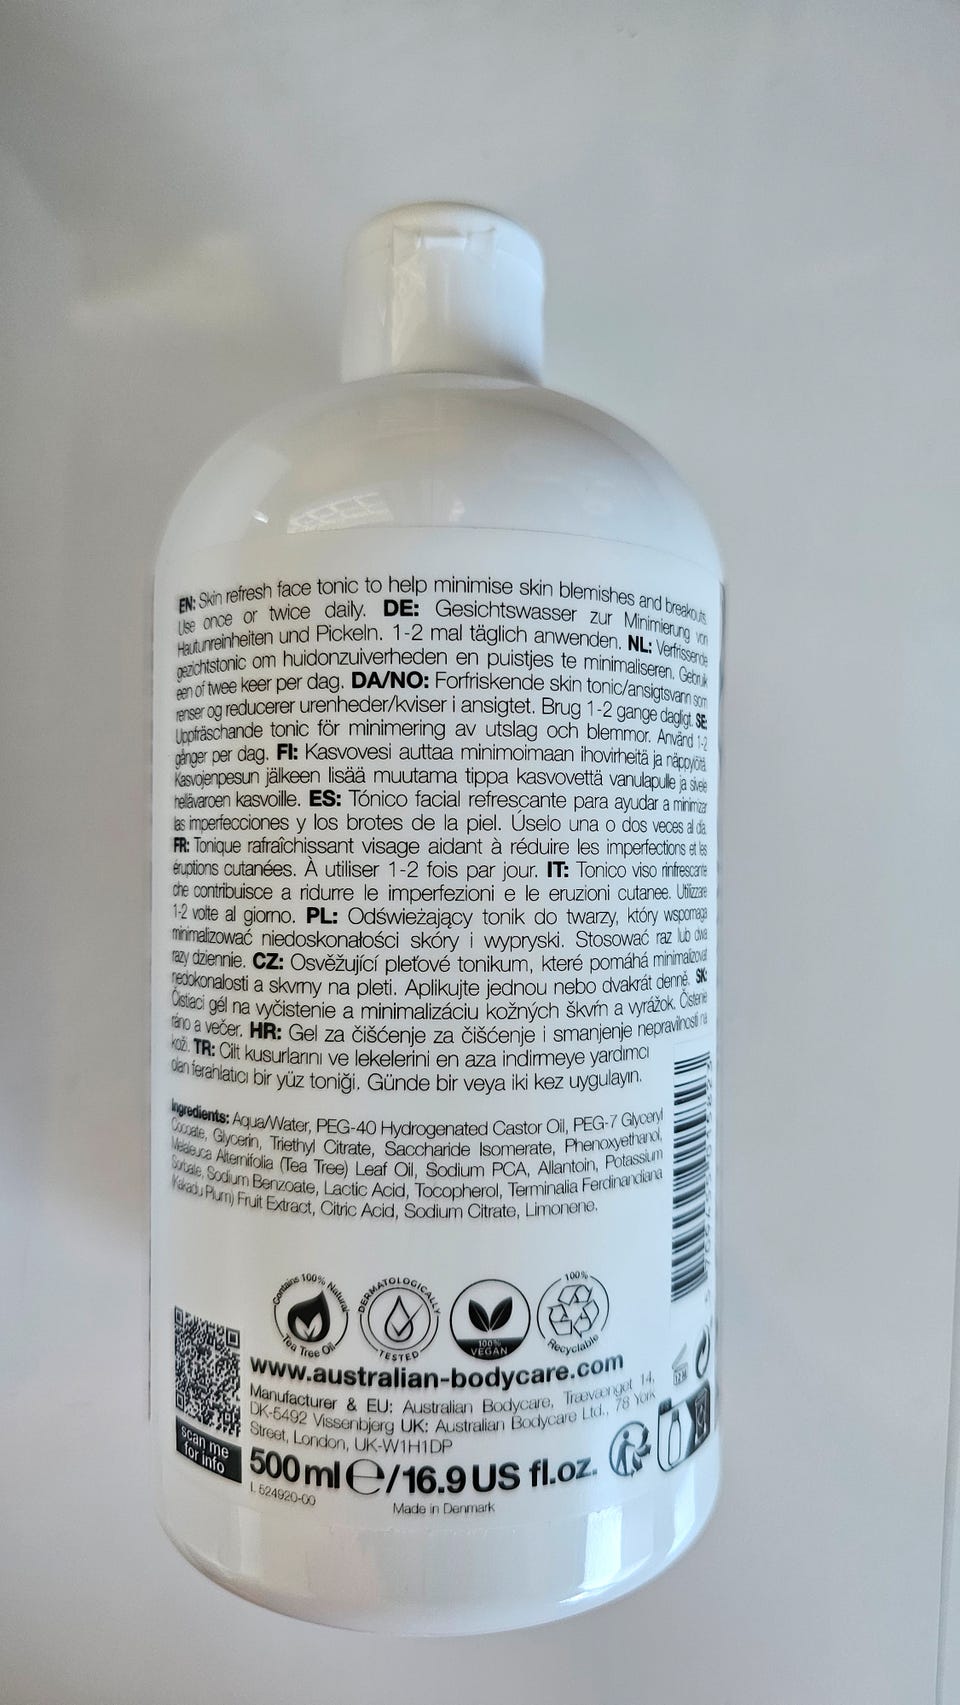 EN: Skin refresh face tonic to help minimise skin blemishes and breakouts.
Use once or twice daily. DE: Gesichtswasser zur Minimierung von
Hautunreinheiten und Pickeln. 1-2 mal täglich anwenden. NL: Verfrissende
gezichtstonic om huidonzuiverheden en puistjes te minimaliseren. Gebruik
een of twee keer per dag. DA/NO: Forfriskende skin tonic/ansigtsvann som
renser og reducerer urenheder/kviser i ansigtet. Brug 1-2 gange dagligt. SE:
Uppfräschande tonic för minimering av utslag och blemmor. Använd 1-2
gånger per dag. FI: Kasvovesi auttaa minimoimaan ihovirheitä ja näppylöitä.
Kasvojenpesun jälkeen lisää muutama tippa kasvovettä vanulapulle ja sivele
hellävaroen kasvoille. ES: Tónico facial refrescante para ayudar a minimizar
las imperfecciones y los brotes de la piel. Úselo una o dos veces al día.
FR: Tonique rafraîchissant visage aidant à réduire les imperfections et les
éruptions cutanées. À utiliser 1-2 fois par jour. IT: Tonico viso rinfrescante
che contribuisce a ridurre le imperfezioni e le eruzioni cutanee. Utilizzare
1-2 volte al giorno. PL: Odświeżający tonik do twarzy, który wspomaga
minimalizować niedoskonałości skóry i wypryski. Stosować raz lub dwa
razy dziennie. CZ: Osvěžující pleťové tonikum, které pomáhá minimalizovat
nedokonalosti a skvrny na pleti. Aplikujte jednou nebo dvakrát denně. SK:
Čistiaci gél na vyčistenie a minimalizáciu kožných škvŕn a vyrážok. Čistenie
ráno a večer. HR: Gel za čišćenje za čišćenje i smanjenje nepravilnosti na
kož. TR: Cilt kusurlarını ve lekelerini en aza indirmeye yardımcı
olan ferahlatıcı bir yüz toniği. Günde bir veya iki kez uygulayın.
Ingredients: Aqua/Water, PEG-40 Hydrogenated Castor Oil, PEG-7 Glyceryl
Cocoate, Glycerin, Triethyl Citrate, Saccharide Isomerate, Phenoxyethanol,
Melaleuca Alternifolia (Tea Tree) Leaf Oil, Sodium PCA, Allantoin, Potassium
Sorbate, Sodium Benzoate, Lactic Acid, Tocopherol, Terminalia Ferdinandiana
(Kakadu Plum) Fruit Extract, Citric Acid, Sodium Citrate, Limonene.
Contains 100% Natural Tea Tree Oil
DERMATOLOGICALLY TESTED
100%
VEGAN
100%
Recyclable
www.australian-bodycare.com
Manufacturer & EU: Australian Bodycare, Trævænget 14,
DK-5492 Vissenbjerg UK: Australian Bodycare Ltd., 78 York
Street, London, UK-W1H1DP
12M
scan me
for info
500 ml ℮/16.9 US fl.oz.
L 524920-00
Made in Denmark